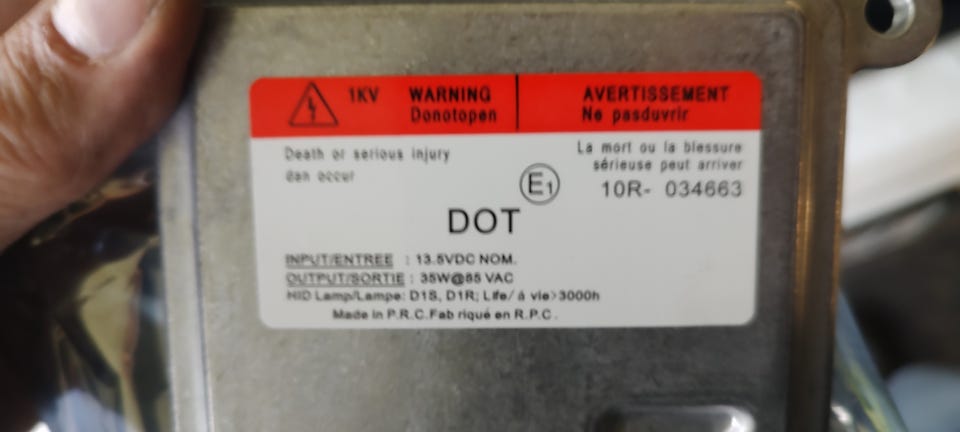 1KV WARNING
Donotopen
AVERTISSEMENT
Ne pasduvrir
Death or serious injury
dan occur
La mort ou la blessure
sérieuse peut arriver
E1
10R- 034663
DOT
INPUT/ENTREE : 13.5VDC NOM.
OUTPUT/SORTIE : 35W@85 VAC
HID Lamp/Lampe: D1S, D1R; Life/ á vie>3000h
Made in P.R.C.Fab riqué en R.P.C.